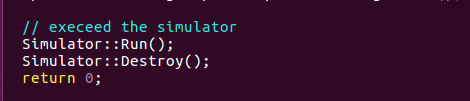 // execeed the simulator
Simulator::Run();
Simulator::Destroy();
return 0;